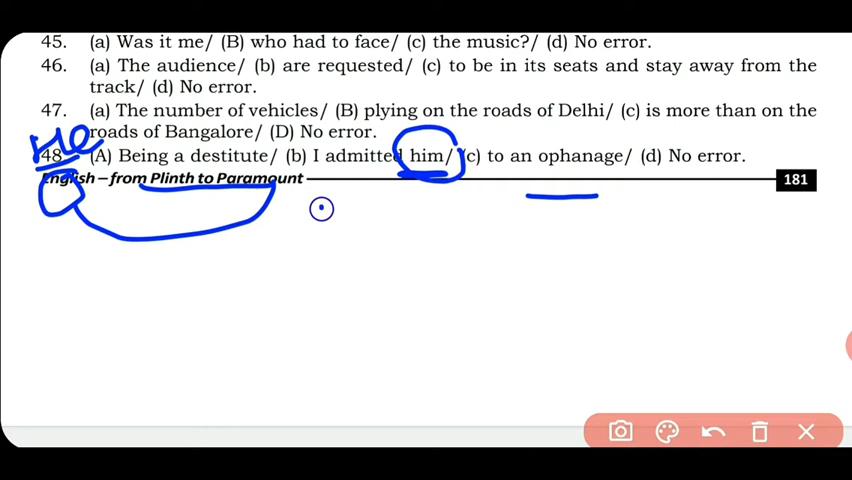 45. (a) Was it me/ (B) who had to face/ (c) the music?/ (d) No error.
46. (a) The audience/ (b) are requested/ (c) to be in its seats and stay away from the
track/ (d) No error.
47. (a) The number of vehicles/ (B) plying on the roads of Delhi/ (c) is more than on the
roads of Bangalore/ (D) No error.
He
48. (A) Being a destitute/ (b) I admitted him/ (c) to an ophanage/ (d) No error.
English – from Plinth to Paramount 181